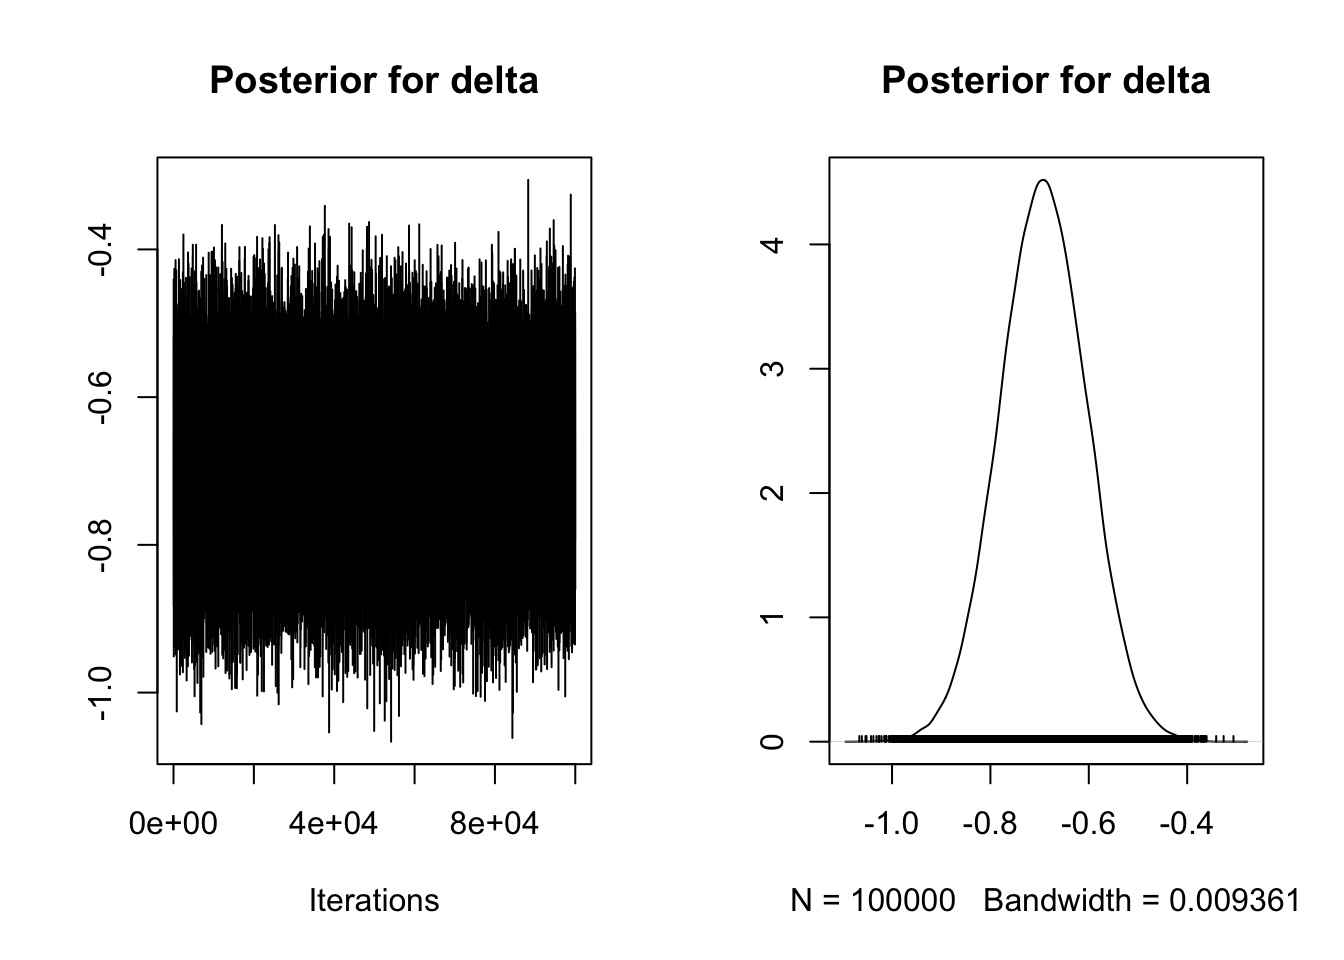 Posterior for delta
-0.4
-0.6
-0.8
-1.0
0e+00 4e+04 8e+04
Iterations
Posterior for delta
4
3
2
1
0
-1.0 -0.8 -0.6 -0.4
N = 100000 Bandwidth = 0.009361